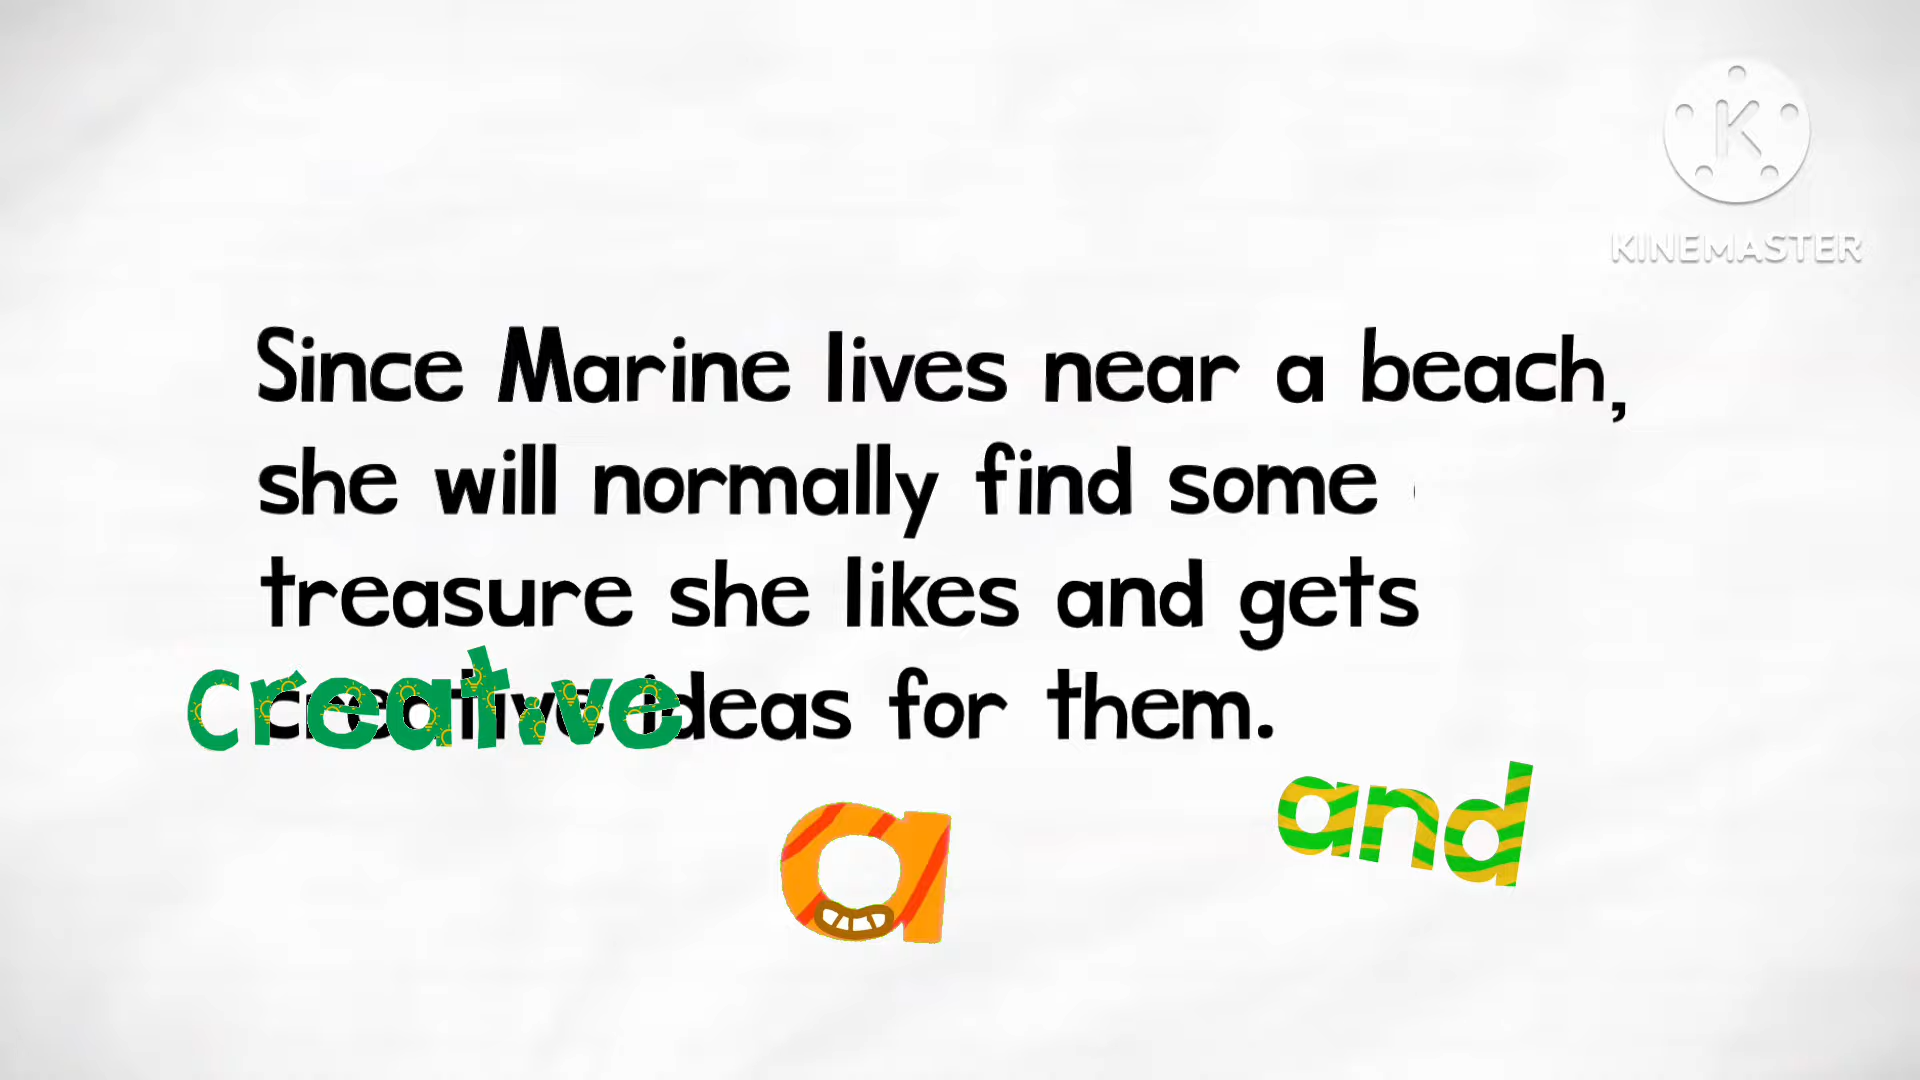 K
KINEMASTER
Since Marine lives near a beach,
she will normally find some
treasure she likes and gets
creative ideas for them.
creative
a
and